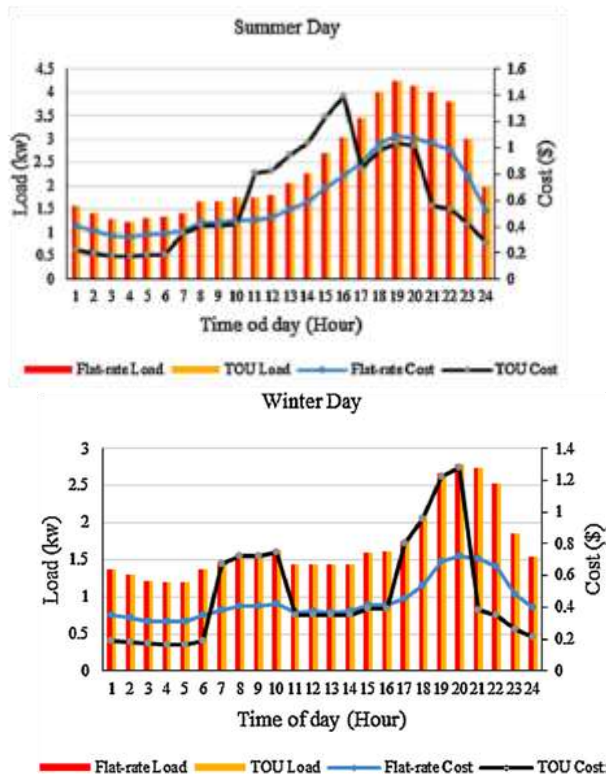 Summer Day
4.5
4
3.5
3
2.5
2
1.5
1
0.5
0
Load (kw)
1.6
1.4
1.2
1
0.8
0.6
0.4
0.2
0
Cost ($)
1 2 3 4 5 6 7 8 9 10 11 12 13 14 15 16 17 18 19 20 21 22 23 24
Time od day (Hour)
Flat-rate Load TOU Load Flat-rate Cost TOU Cost
Winter Day
3
2.5
2
1.5
1
0.5
0
Load (kw)
1.4
1.2
1
0.8
0.6
0.4
0.2
0
Cost ($)
1 2 3 4 5 6 7 8 9 10 11 12 13 14 15 16 17 18 19 20 21 22 23 24
Time of day (Hour)
Flat-rate Load TOU Load Flat-rate Cost TOU Cost